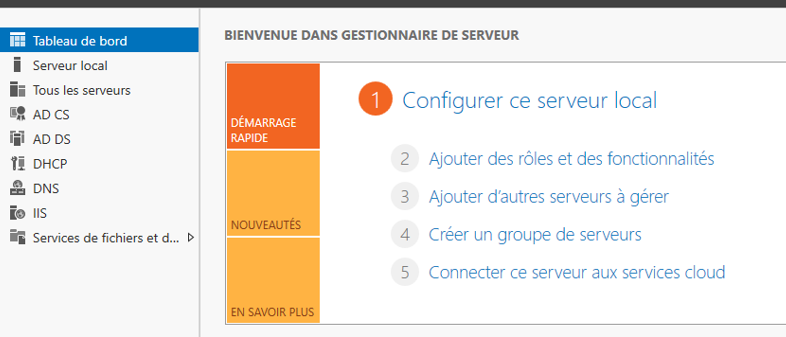 Tableau de bord
Serveur local
Tous les serveurs
AD CS
AD DS
DHCP
DNS
IIS
Services de fichiers et d...
BIENVENUE DANS GESTIONNAIRE DE SERVEUR
DÉMARRAGE
RAPIDE
NOUVEAUTÉS
EN SAVOIR PLUS
1 Configurer ce serveur local
2 Ajouter des rôles et des fonctionnalités
3 Ajouter d’autres serveurs à gérer
4 Créer un groupe de serveurs
5 Connecter ce serveur aux services cloud